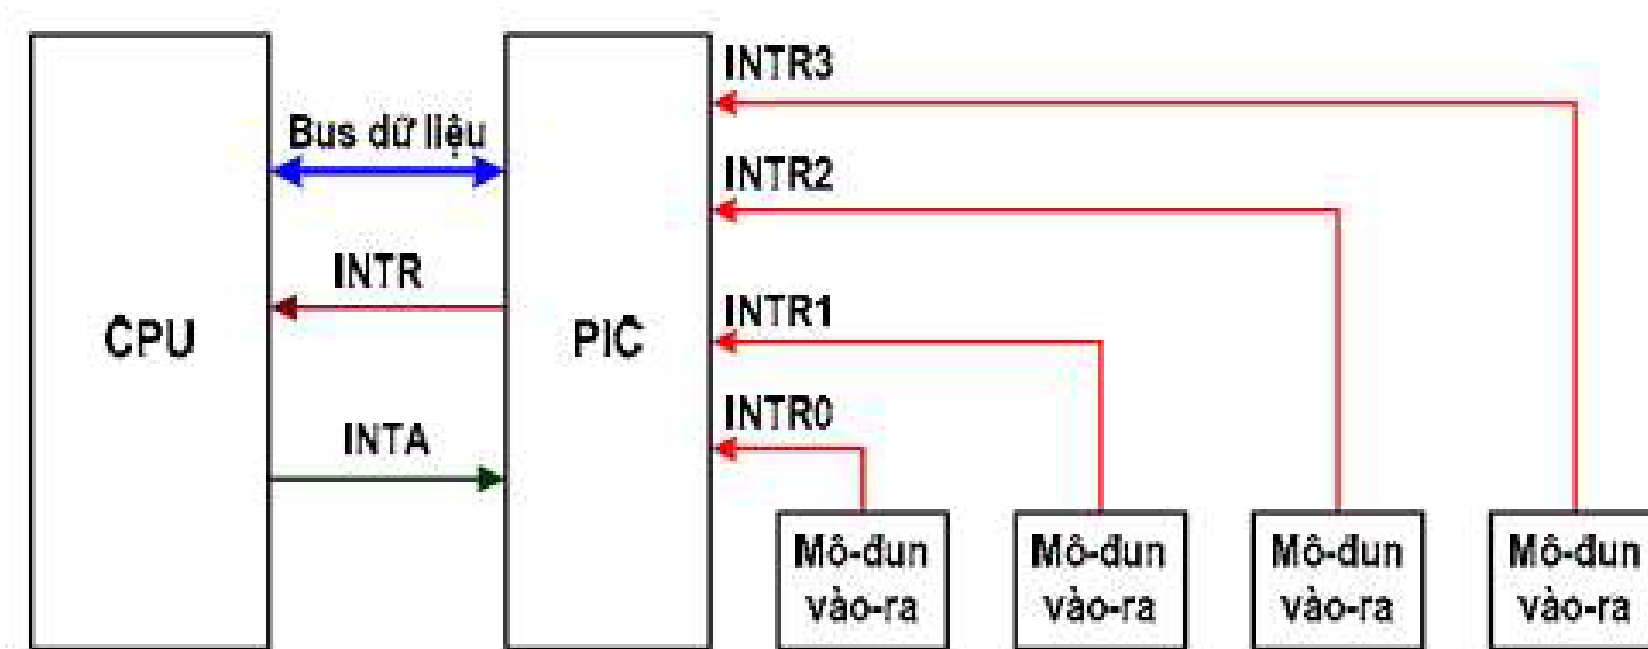 INTR3
Bus dữ liệu
INTR2
INTR
INTR1
CPU
PIC
INTR0
INTA
Mô-đun
vào-ra
Mô-đun
vào-ra
Mô-đun
vào-ra
Mô-đun
vào-ra